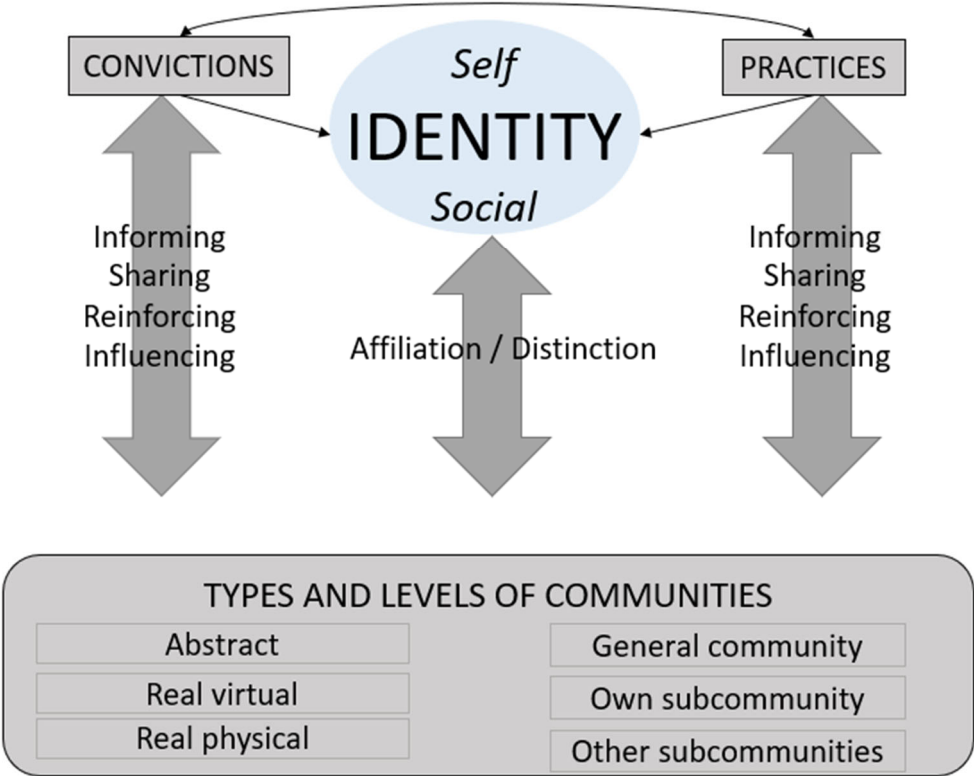 CONVICTIONS
Self
IDENTITY
Social
PRACTICES
Informing
Sharing
Reinforcing
Influencing
Affiliation / Distinction
Informing
Sharing
Reinforcing
Influencing
TYPES AND LEVELS OF COMMUNITIES
Abstract
Real virtual
Real physical
General community
Own subcommunity
Other subcommunities